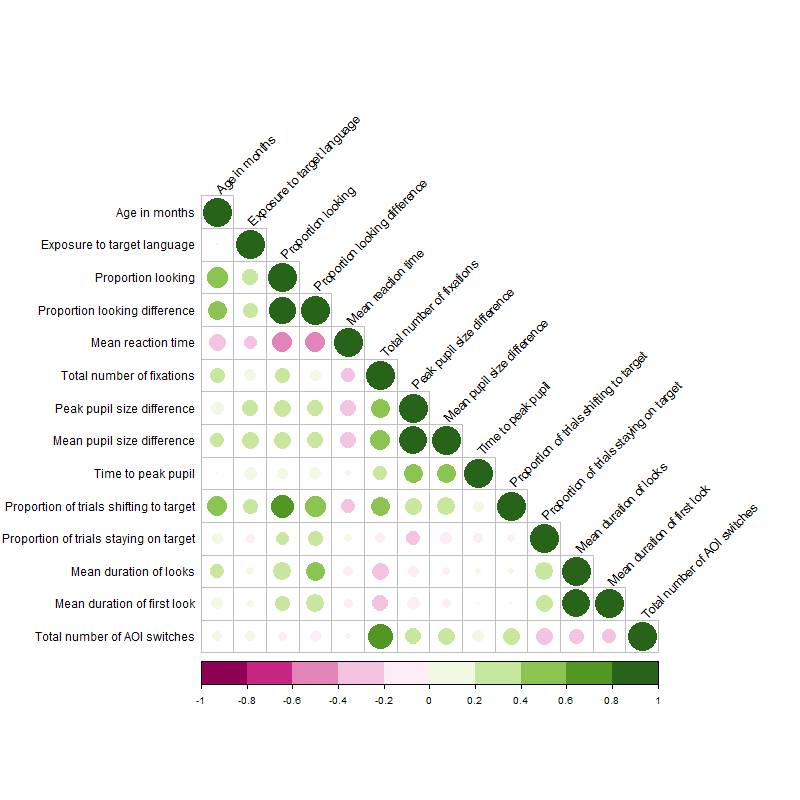 Age in months
Exposure to target language
Proportion looking
Proportion looking difference
Mean reaction time
Total number of fixations
Peak pupil size difference
Mean pupil size difference
Time to peak pupil
Proportion of trials shifting to target
Proportion of trials staying on target
Mean duration of looks
Mean duration of first look
Total number of AOI switches
Age in months
Exposure to target language
Proportion looking
Proportion looking difference
Mean reaction time
Total number of fixations
Peak pupil size difference
Mean pupil size difference
Time to peak pupil
Proportion of trials shifting to target
Proportion of trials staying on target
Mean duration of looks
Mean duration of first look
Total number of AOI switches
-1 -0.8 -0.6 -0.4 -0.2 0 0.2 0.4 0.6 0.8 1